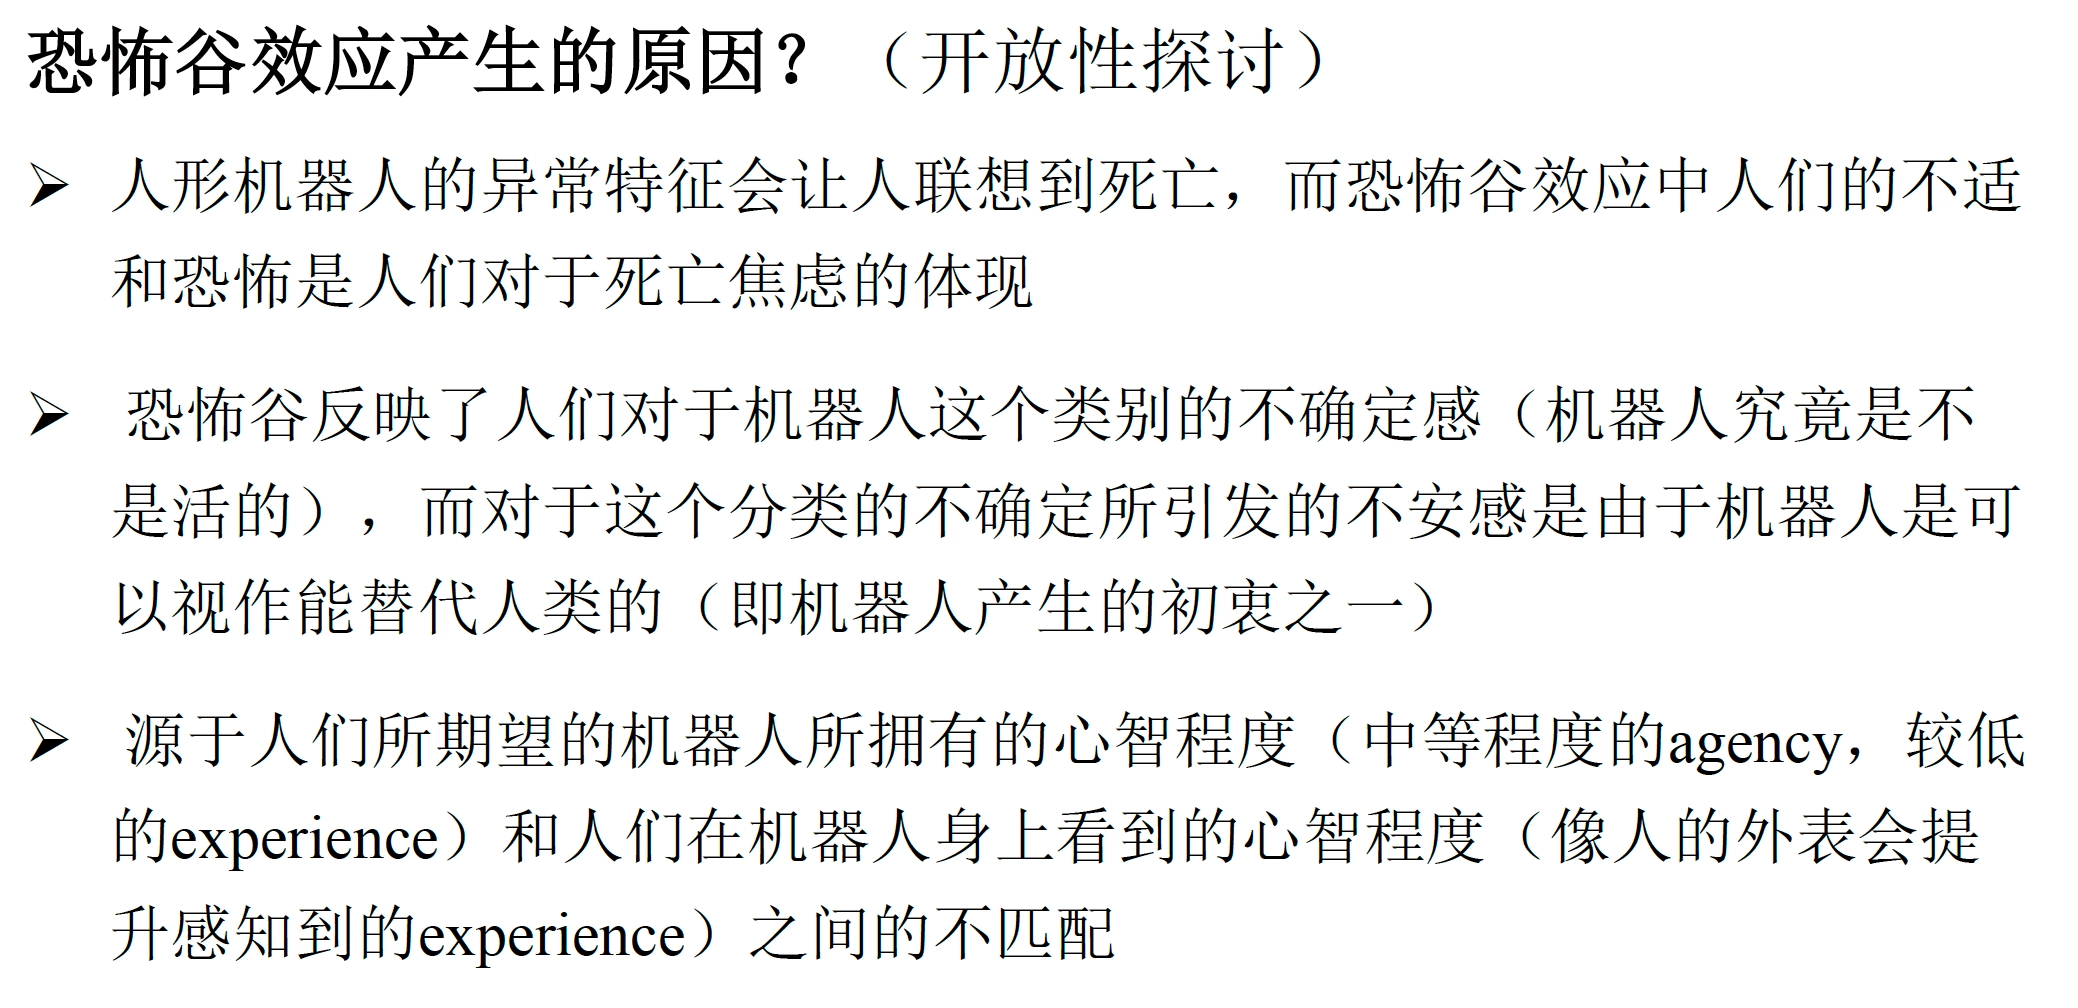 恐怖谷效应产生的原因？（开放性探讨）
➢ 人形机器人的异常特征会让人联想到死亡，而恐怖谷效应中人们的不适
和恐怖是人们对于死亡焦虑的体现
➢ 恐怖谷反映了人们对于机器人这个类别的不确定感（机器人究竟是不
是活的），而对于这个分类的不确定所引发的不安感是由于机器人是可
以视作能替代人类的（即机器人产生的初衷之一）
➢ 源于人们所期望的机器人所拥有的心智程度（中等程度的agency，较低
的experience）和人们在机器人身上看到的心智程度（像人的外表会提
升感知到的experience）之间的不匹配